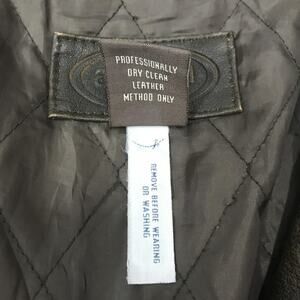 PROFESSIONALLY
DRY CLEAN
LEATHER
METHOD ONLY
REMOVE BEFORE WEARING
OR WASHING